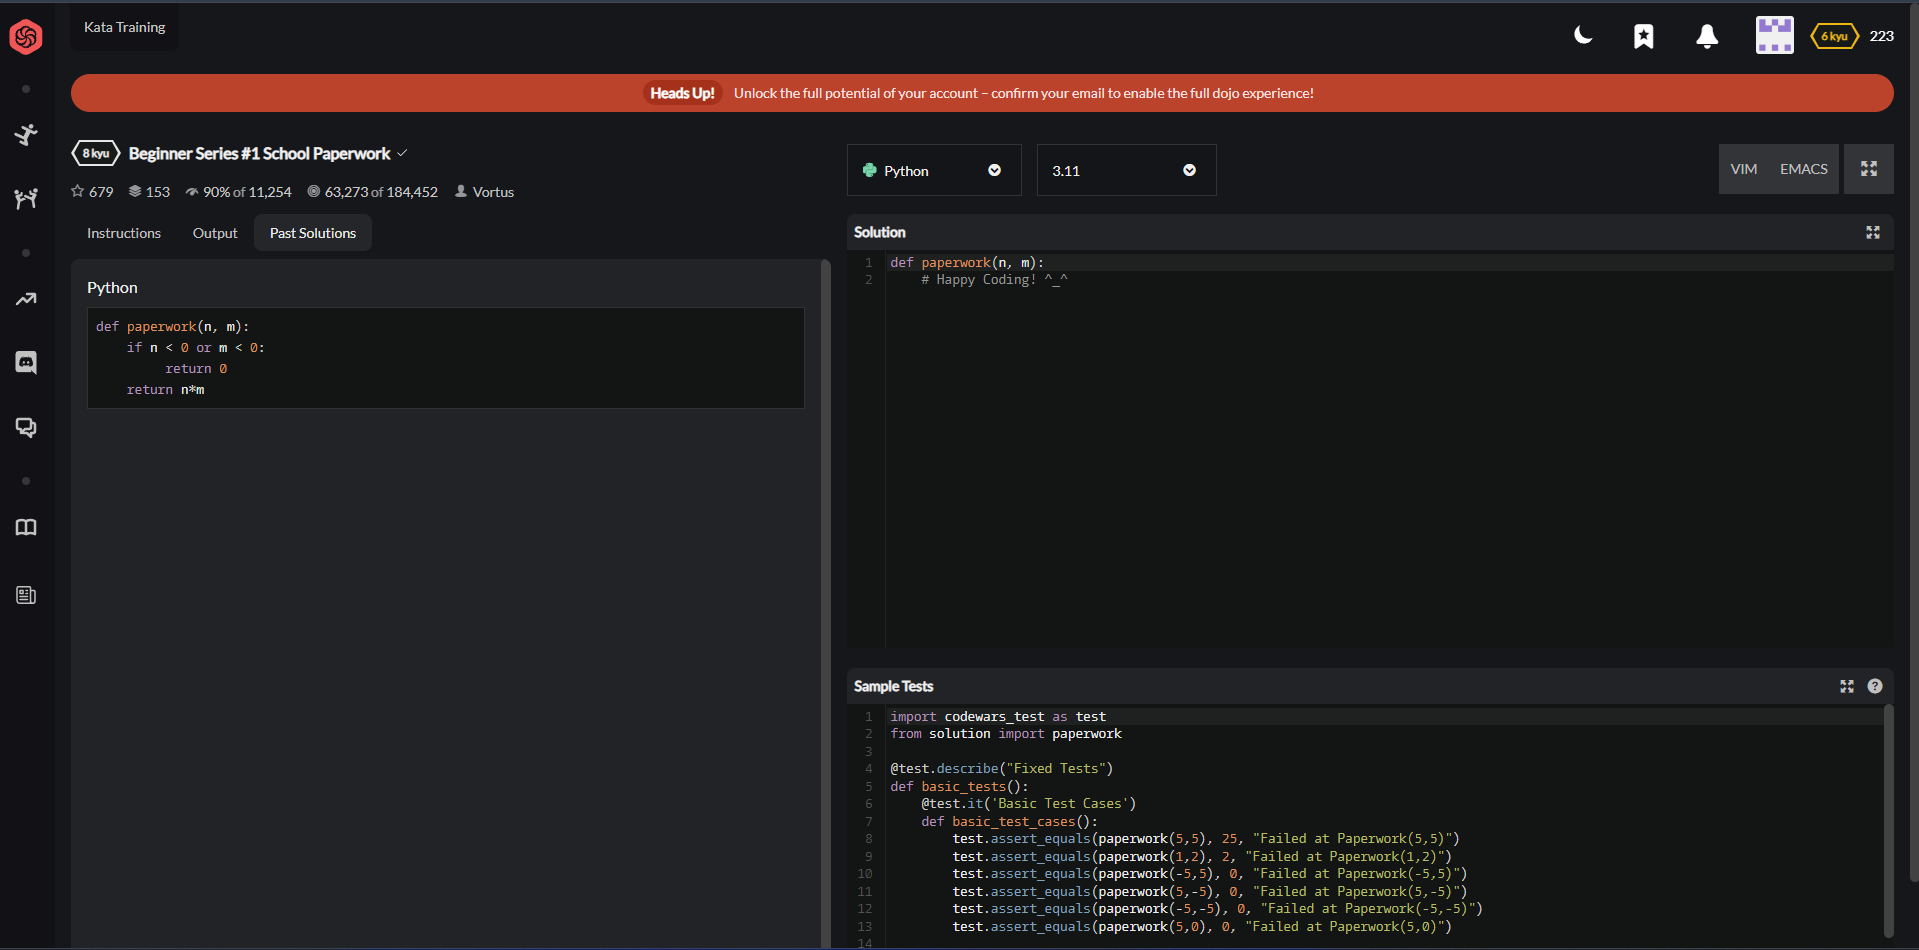 Kata Training
6 kyu 223
Heads Up! Unlock the full potential of your account – confirm your email to enable the full dojo experience!
8 kyu Beginner Series #1 School Paperwork
679 153 90% of 11,254 63,273 of 184,452 Vortus
Instructions Output Past Solutions
Python
def paperwork(n, m):
    if n < 0 or m < 0:
         return 0
    return n*m
Python 3.11 VIM EMACS
Solution
1 def paperwork(n, m):
2     # Happy Coding! ^_^
Sample Tests ?
1 import codewars_test as test
2 from solution import paperwork
3
4 @test.describe("Fixed Tests")
5 def basic_tests():
6     @test.it('Basic Test Cases')
7     def basic_test_cases():
8         test.assert_equals(paperwork(5,5), 25, "Failed at Paperwork(5,5)")
9         test.assert_equals(paperwork(1,2), 2, "Failed at Paperwork(1,2)")
10         test.assert_equals(paperwork(-5,5), 0, "Failed at Paperwork(-5,5)")
11         test.assert_equals(paperwork(5,-5), 0, "Failed at Paperwork(5,-5)")
12         test.assert_equals(paperwork(-5,-5), 0, "Failed at Paperwork(-5,-5)")
13         test.assert_equals(paperwork(5,0), 0, "Failed at Paperwork(5,0)")
14